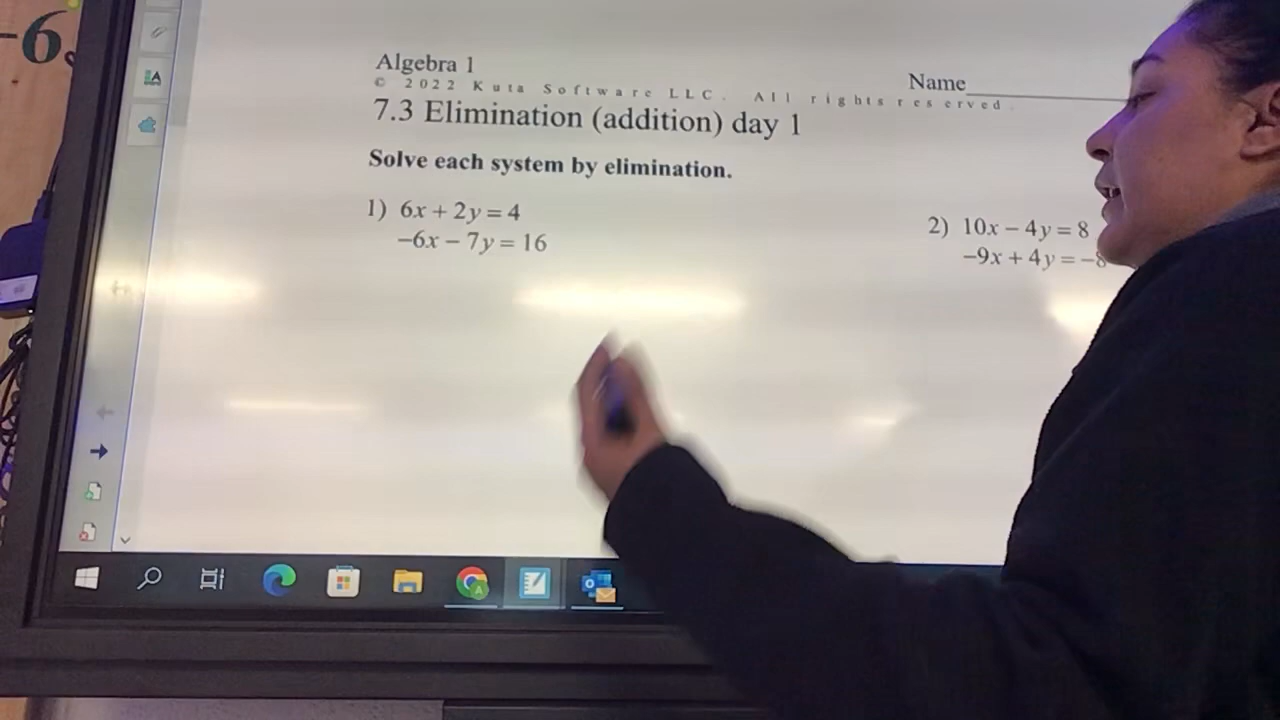 -6
Algebra 1
Name
© 2022 Kuta Software LLC. All rights reserved.
7.3 Elimination (addition) day 1
Solve each system by elimination.
1) 6x + 2y = 4
-6x - 7y = 16
2) 10x - 4y = 8
-9x + 4y = -8